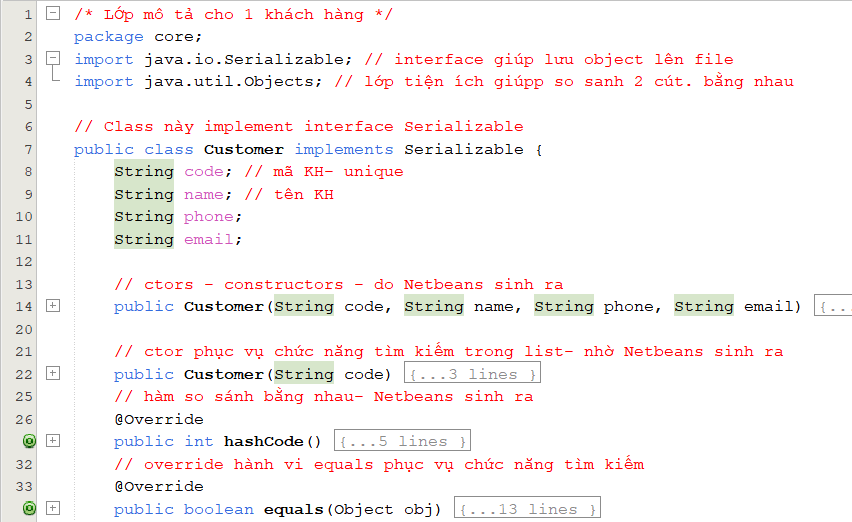 1 /* Lớp mô tả cho 1 khách hàng */
2 package core;
3 import java.io.Serializable; // interface giúp lưu object lên file
4 import java.util.Objects; // lớp tiện ích giúpp so sanh 2 cút. bằng nhau
5
6 // Class này implement interface Serializable
7 public class Customer implements Serializable {
8 String code; // mã KH- unique
9 String name; // tên KH
10 String phone;
11 String email;
12
13 // ctors - constructors - do Netbeans sinh ra
14 public Customer(String code, String name, String phone, String email) {...
20
21 // ctor phục vụ chức năng tìm kiếm trong list- nhờ Netbeans sinh ra
22 public Customer(String code) {...3 lines }
25 // hàm so sánh bằng nhau- Netbeans sinh ra
26 @Override
public int hashCode() {...5 lines }
32 // override hành vi equals phục vụ chức năng tìm kiếm
33 @Override
public boolean equals(Object obj) {...13 lines }